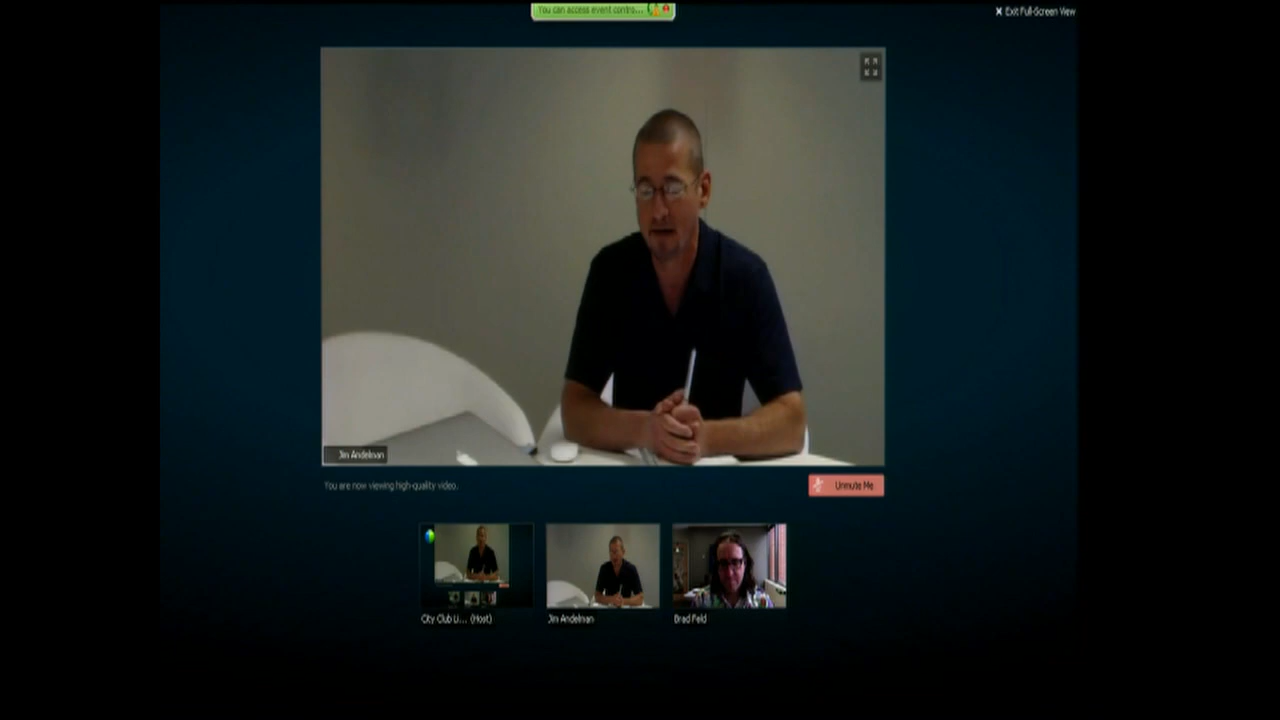 You can access event contro...
Exit Full-Screen View
Jim Andelman
You are now viewing high-quality video.
Unmute Me
City Club Li... (Host)
Jim Andelman
Brad Feld